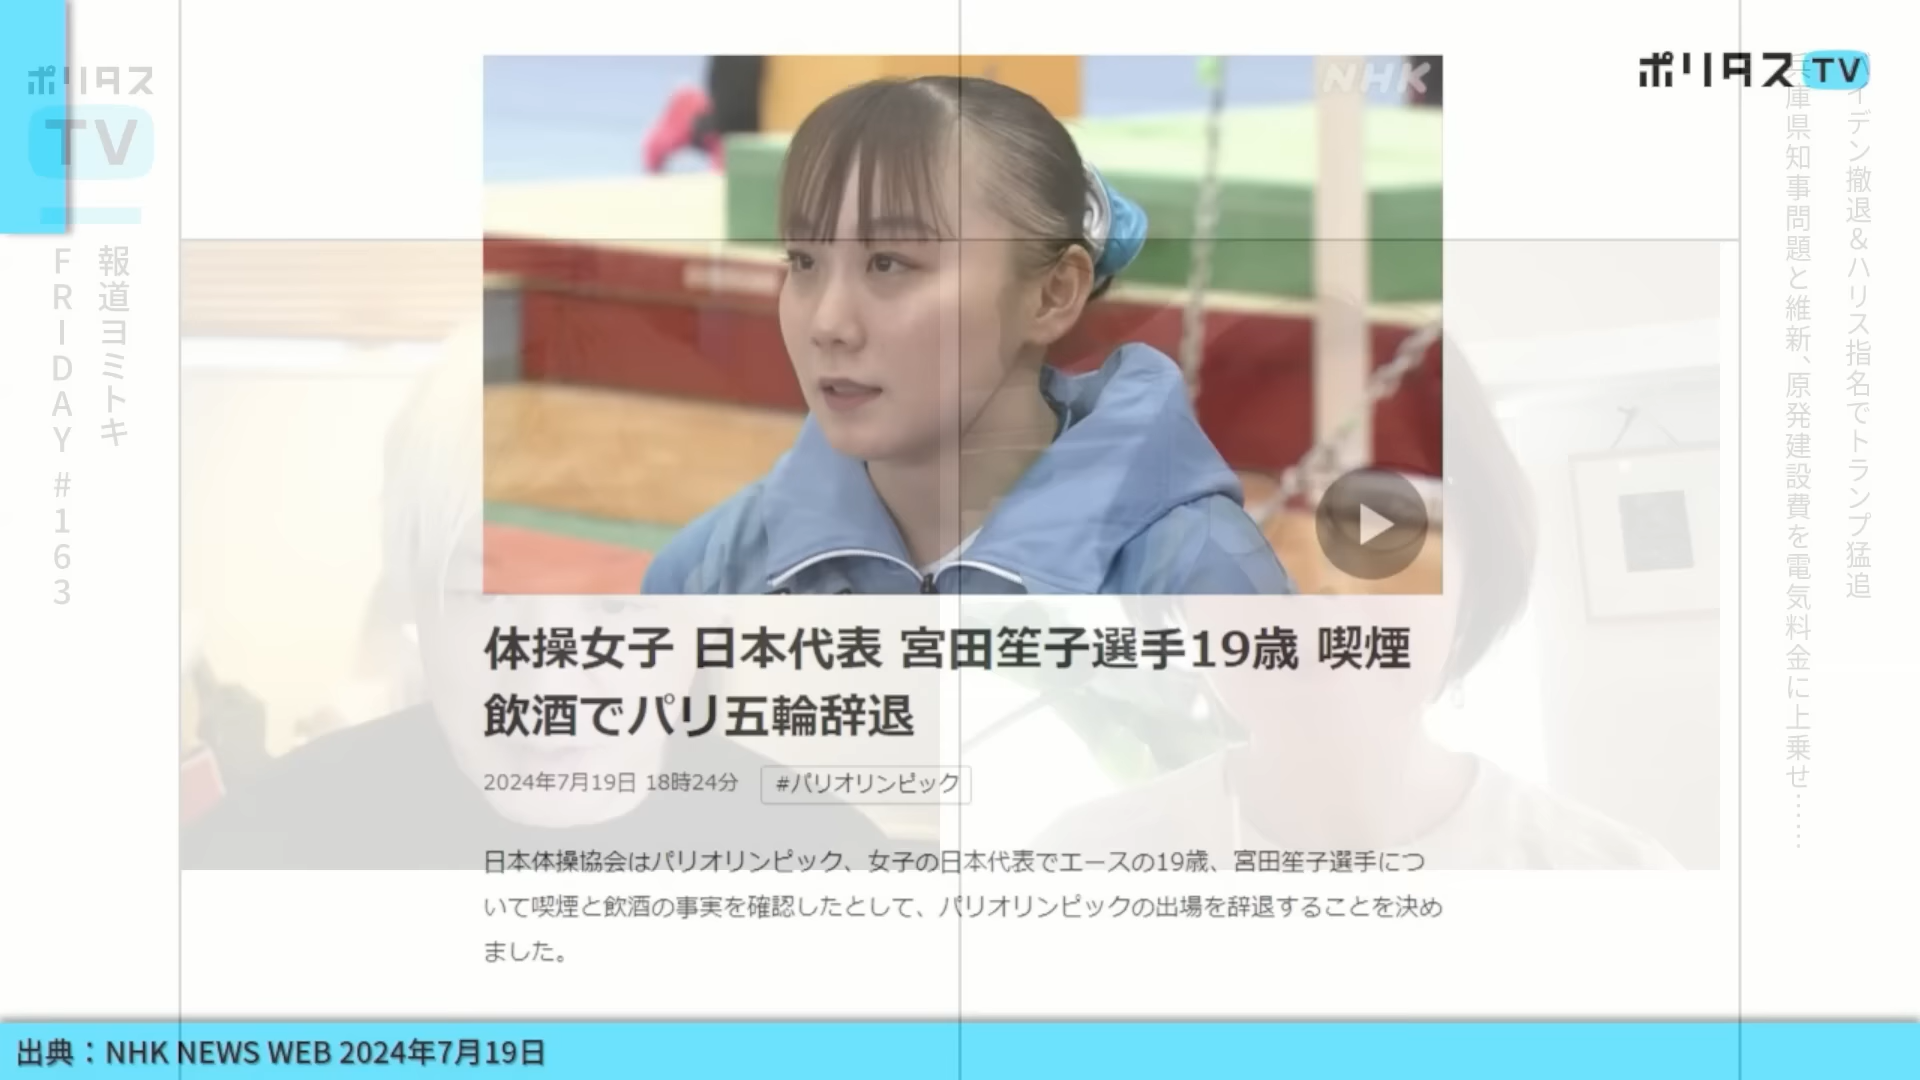 ポリタス
TV
報道ヨミトキ
FRIDAY #163
NHK
ポリタスTV
イデン撤退&ハリス指名でトランプ猛追
兵庫県知事問題と維新、原発建設費を電気料金に上乗せ……
体操女子 日本代表 宮田笙子選手19歳 喫煙
飲酒でパリ五輪辞退
2024年7月19日 18時24分 #パリオリンピック
日本体操協会はパリオリンピック、女子の日本代表でエースの19歳、宮田笙子選手につ
いて喫煙と飲酒の事実を確認したとして、パリオリンピックの出場を辞退することを決め
ました。
出典：NHK NEWS WEB 2024年7月19日